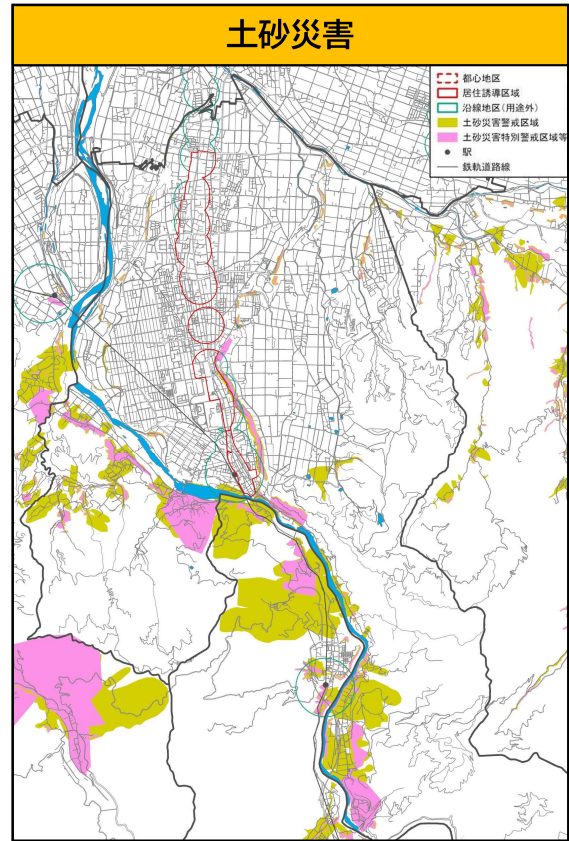 土砂災害
都心地区
居住誘導区域
沿線地区(用途外)
土砂災害警戒区域
土砂災害特別警戒区域等
駅
鉄軌道路線